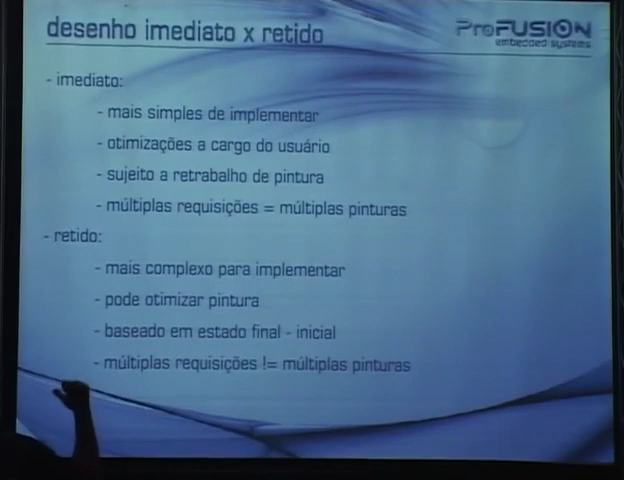 desenho imediato x retido
ProFUSION
embedded systems
- imediato:
- mais simples de implementar
- otimizações a cargo do usuário
- sujeito a retrabalho de pintura
- múltiplas requisições = múltiplas pinturas
- retido:
- mais complexo para implementar
- pode otimizar pintura
- baseado em estado final - inicial
- múltiplas requisições != múltiplas pinturas